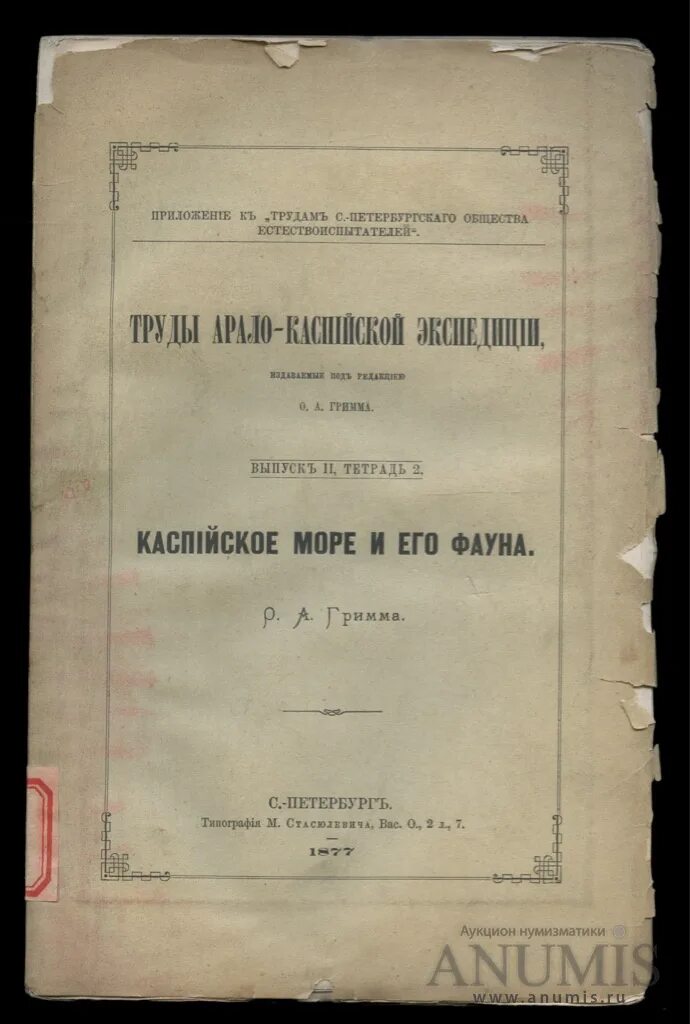 ПРИЛОЖЕНІЕ КЪ „ТРУДАМЪ С.-ПЕТЕРБУРГСКАГО ОБЩЕСТВА
ЕСТЕСТВОИСПЫТАТЕЛЕЙ“.
ТРУДЫ АРАЛО-КАСПІЙСКОЙ ЭКСПЕДИЦІИ,
ИЗДАВАЕМЫЕ ПОДЪ РЕДАКЦІЕЮ
О. А. ГРИММА.
ВЫПУСКЪ II, ТЕТРАДЬ 2.
КАСПІЙСКОЕ МОРЕ И ЕГО ФАУНА.
О. А. Гримма.
С.-ПЕТЕРБУРГЪ.
Типографія М. Стасюлевича, Вас. О., 2 л., 7.
1877
Аукцион нумизматики
ANUMIS
www.anumis.ru